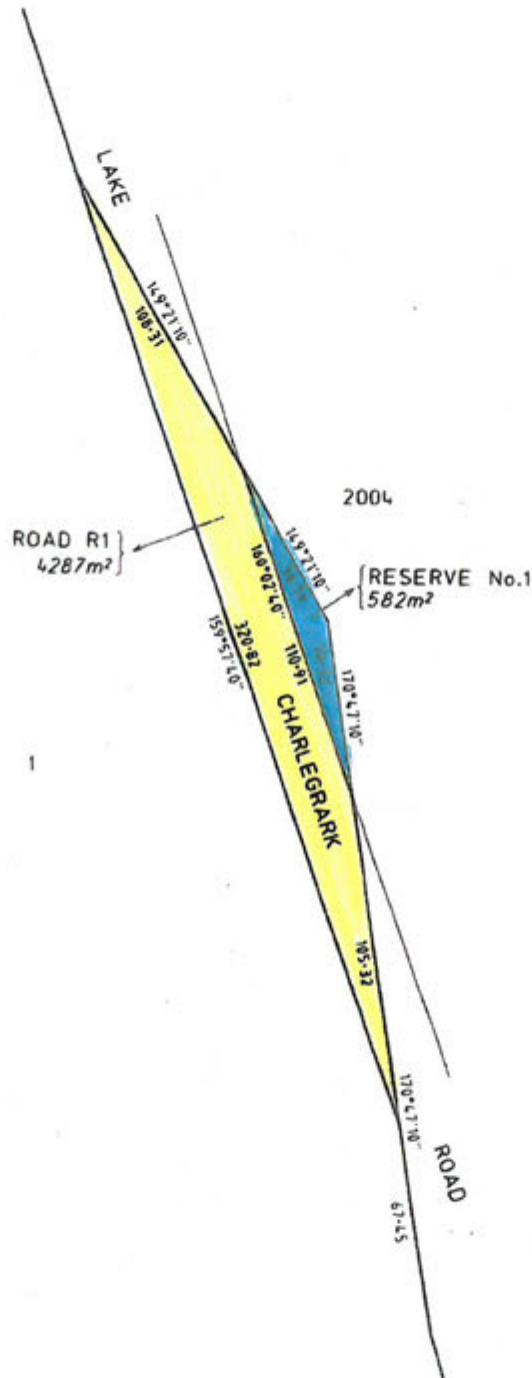 LAKE
149°21'10"
108·31
2004
ROAD R1
4287m²
149°21'10"
RESERVE No.1
582m²
160°02'40"
110·91
320·82
159°57'40"
170°47'10"
CHARLEGRARK
1
105·32
170°47'10"
ROAD
67·45